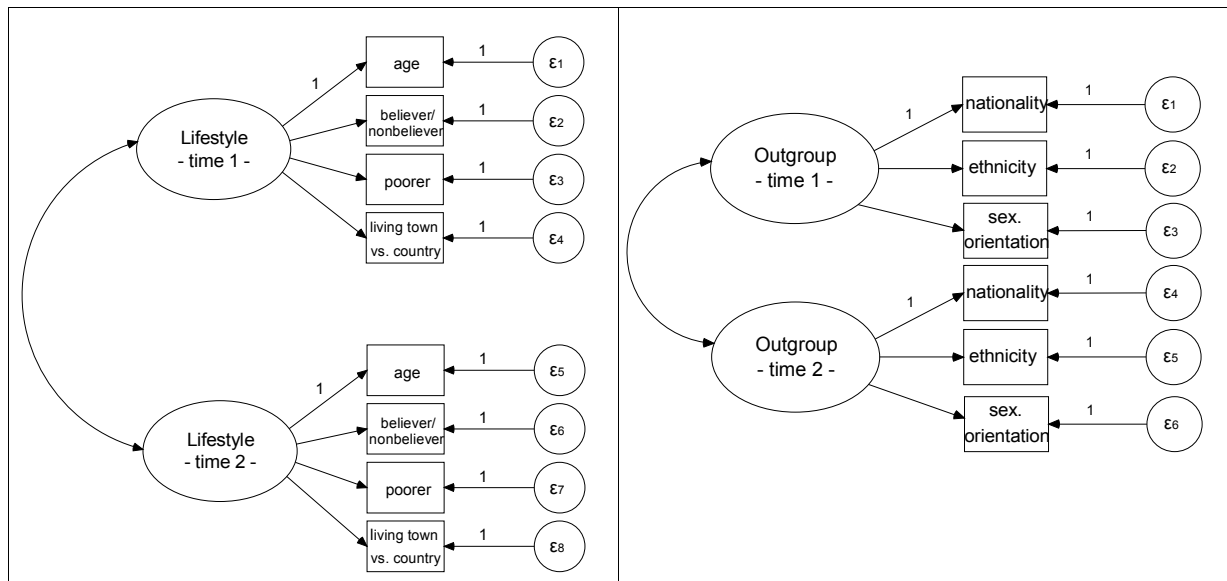 1
age
1
ε1
believer/
nonbeliever
1
ε2
Lifestyle
- time 1 -
poorer
1
ε3
living town
vs. country
1
ε4
1
age
1
ε5
believer/
nonbeliever
1
ε6
Lifestyle
- time 2 -
poorer
1
ε7
living town
vs. country
1
ε8
1
nationality
1
ε1
Outgroup
- time 1 -
ethnicity
1
ε2
sex.
orientation
1
ε3
1
nationality
1
ε4
Outgroup
- time 2 -
ethnicity
1
ε5
sex.
orientation
1
ε6